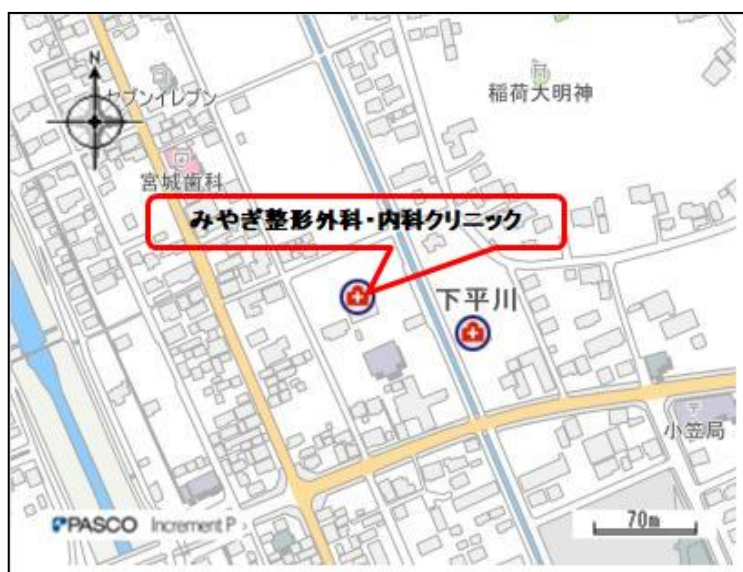 N
セブンイレブン
稲荷大明神
宮城歯科
みやぎ整形外科・内科クリニック
下平川
小笠局
PASCO Increment P
70m